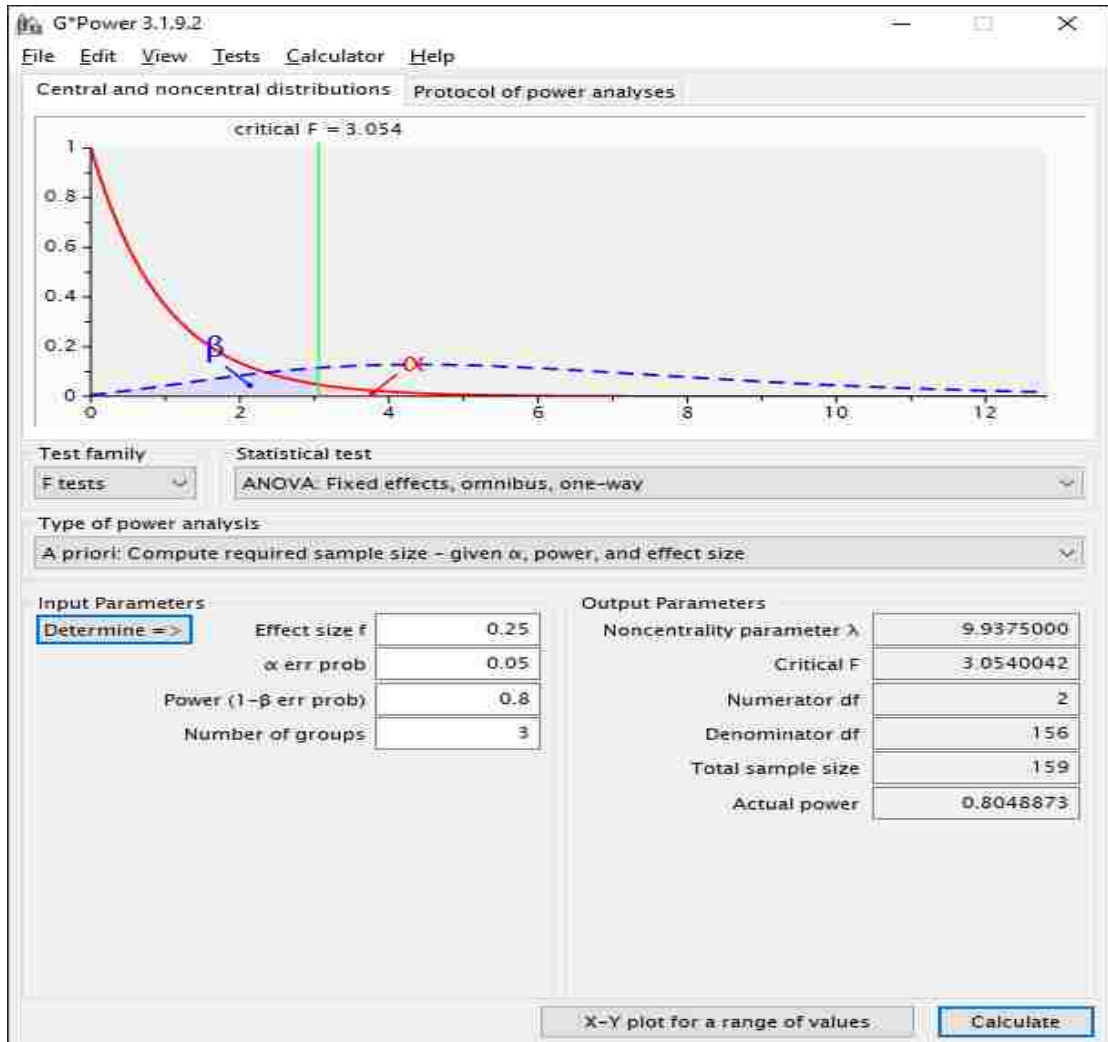 G*Power 3.1.9.2
File Edit View Tests Calculator Help
Central and noncentral distributions Protocol of power analyses
critical F = 3.054
1
0.8
0.6
0.4
0.2
0
β
α
0 2 4 6 8 10 12
Test family Statistical test
F tests ANOVA: Fixed effects, omnibus, one-way
Type of power analysis
A priori: Compute required sample size - given α, power, and effect size
Input Parameters Output Parameters
Determine => Effect size f 0.25 Noncentrality parameter λ 9.9375000
α err prob 0.05 Critical F 3.0540042
Power (1-β err prob) 0.8 Numerator df 2
Number of groups 3 Denominator df 156
Total sample size 159
Actual power 0.8048873
X-Y plot for a range of values Calculate